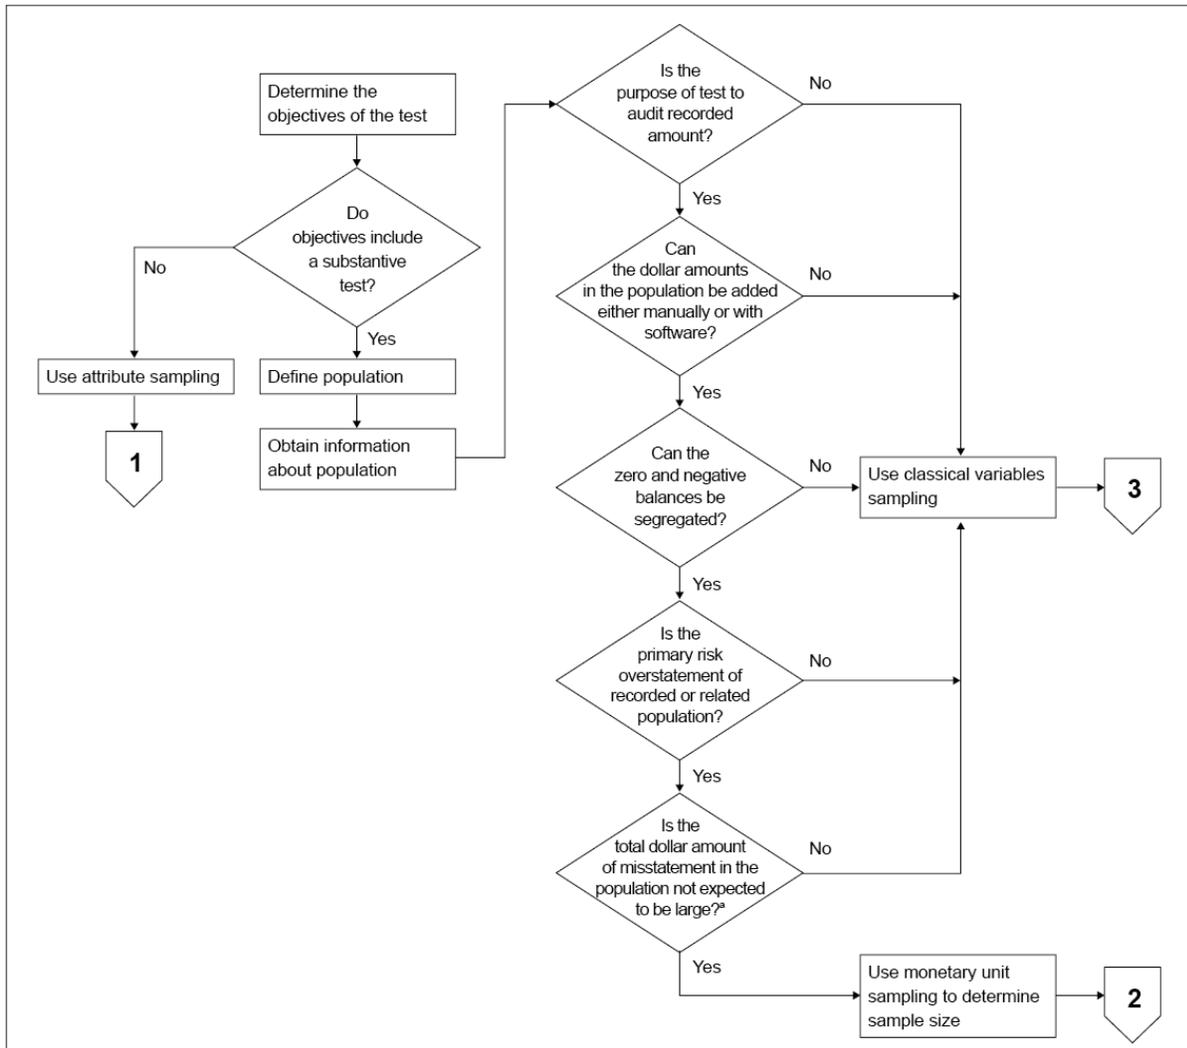 Determine the
objectives of the test
Do
objectives include
a substantive
test?
No
Yes
Use attribute sampling
1
Define population
Obtain information
about population
Is the
purpose of test to
audit recorded
amount?
No
Yes
Can
the dollar amounts
in the population be added
either manually or with
software?
No
Yes
Can the
zero and negative
balances be
segregated?
No
Yes
Use classical variables
sampling
3
Is the
primary risk
overstatement of
recorded or related
population?
No
Yes
Is the
total dollar amount
of misstatement in the
population not expected
to be large?ª
No
Yes
Use monetary unit
sampling to determine
sample size
2